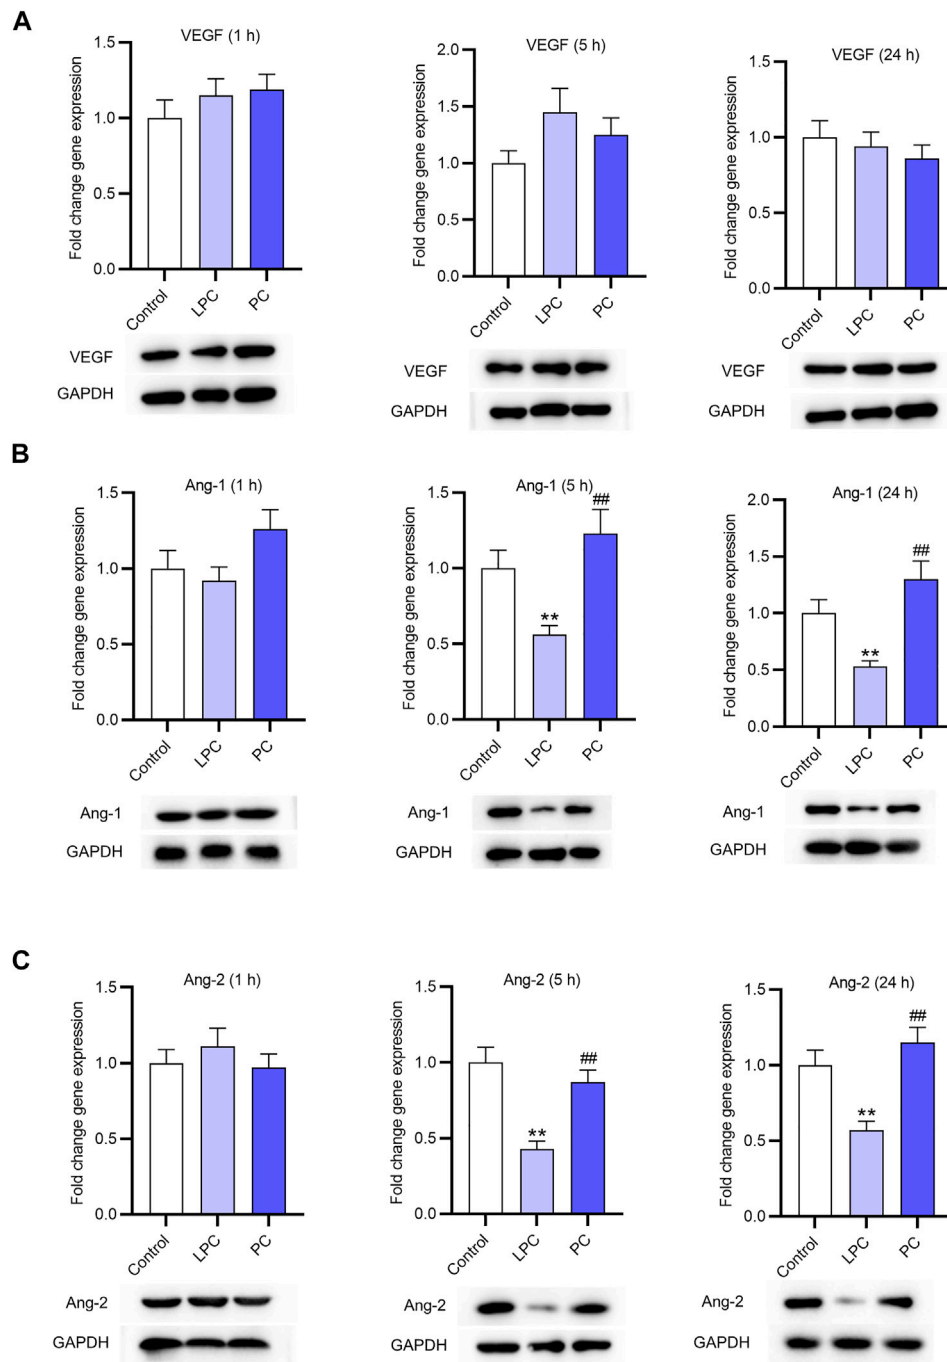 A
VEGF (1 h)
Fold change gene expression
1.5
1.0
0.5
0.0
Control
LPC
PC
VEGF
GAPDH
VEGF (5 h)
Fold change gene expression
2.0
1.5
1.0
0.5
0.0
Control
LPC
PC
VEGF
GAPDH
VEGF (24 h)
Fold change gene expression
1.5
1.0
0.5
0.0
Control
LPC
PC
VEGF
GAPDH
B
Ang-1 (1 h)
Fold change gene expression
1.5
1.0
0.5
0.0
Control
LPC
PC
Ang-1
GAPDH
Ang-1 (5 h)
Fold change gene expression
1.5
1.0
0.5
0.0
**
##
Control
LPC
PC
Ang-1
GAPDH
Ang-1 (24 h)
Fold change gene expression
2.0
1.5
1.0
0.5
0.0
**
##
Control
LPC
PC
Ang-1
GAPDH
C
Ang-2 (1 h)
Fold change gene expression
1.5
1.0
0.5
0.0
Control
LPC
PC
Ang-2
GAPDH
Ang-2 (5 h)
Fold change gene expression
1.5
1.0
0.5
0.0
**
##
Control
LPC
PC
Ang-2
GAPDH
Ang-2 (24 h)
Fold change gene expression
1.5
1.0
0.5
0.0
**
##
Control
LPC
PC
Ang-2
GAPDH